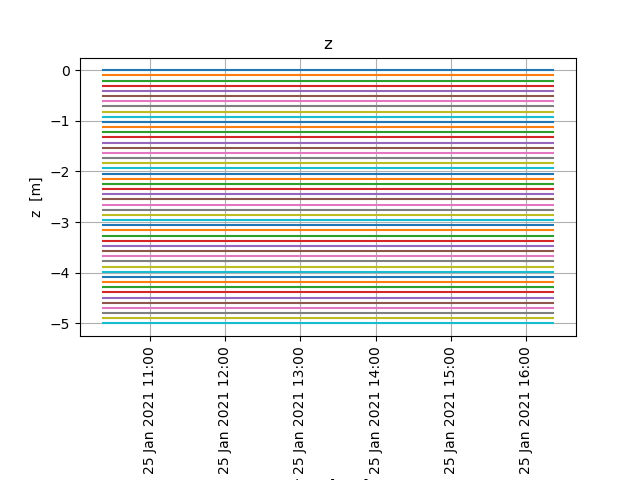 z
z [m]
0
−1
−2
−3
−4
−5
25 Jan 2021 11:00
25 Jan 2021 12:00
25 Jan 2021 13:00
25 Jan 2021 14:00
25 Jan 2021 15:00
25 Jan 2021 16:00